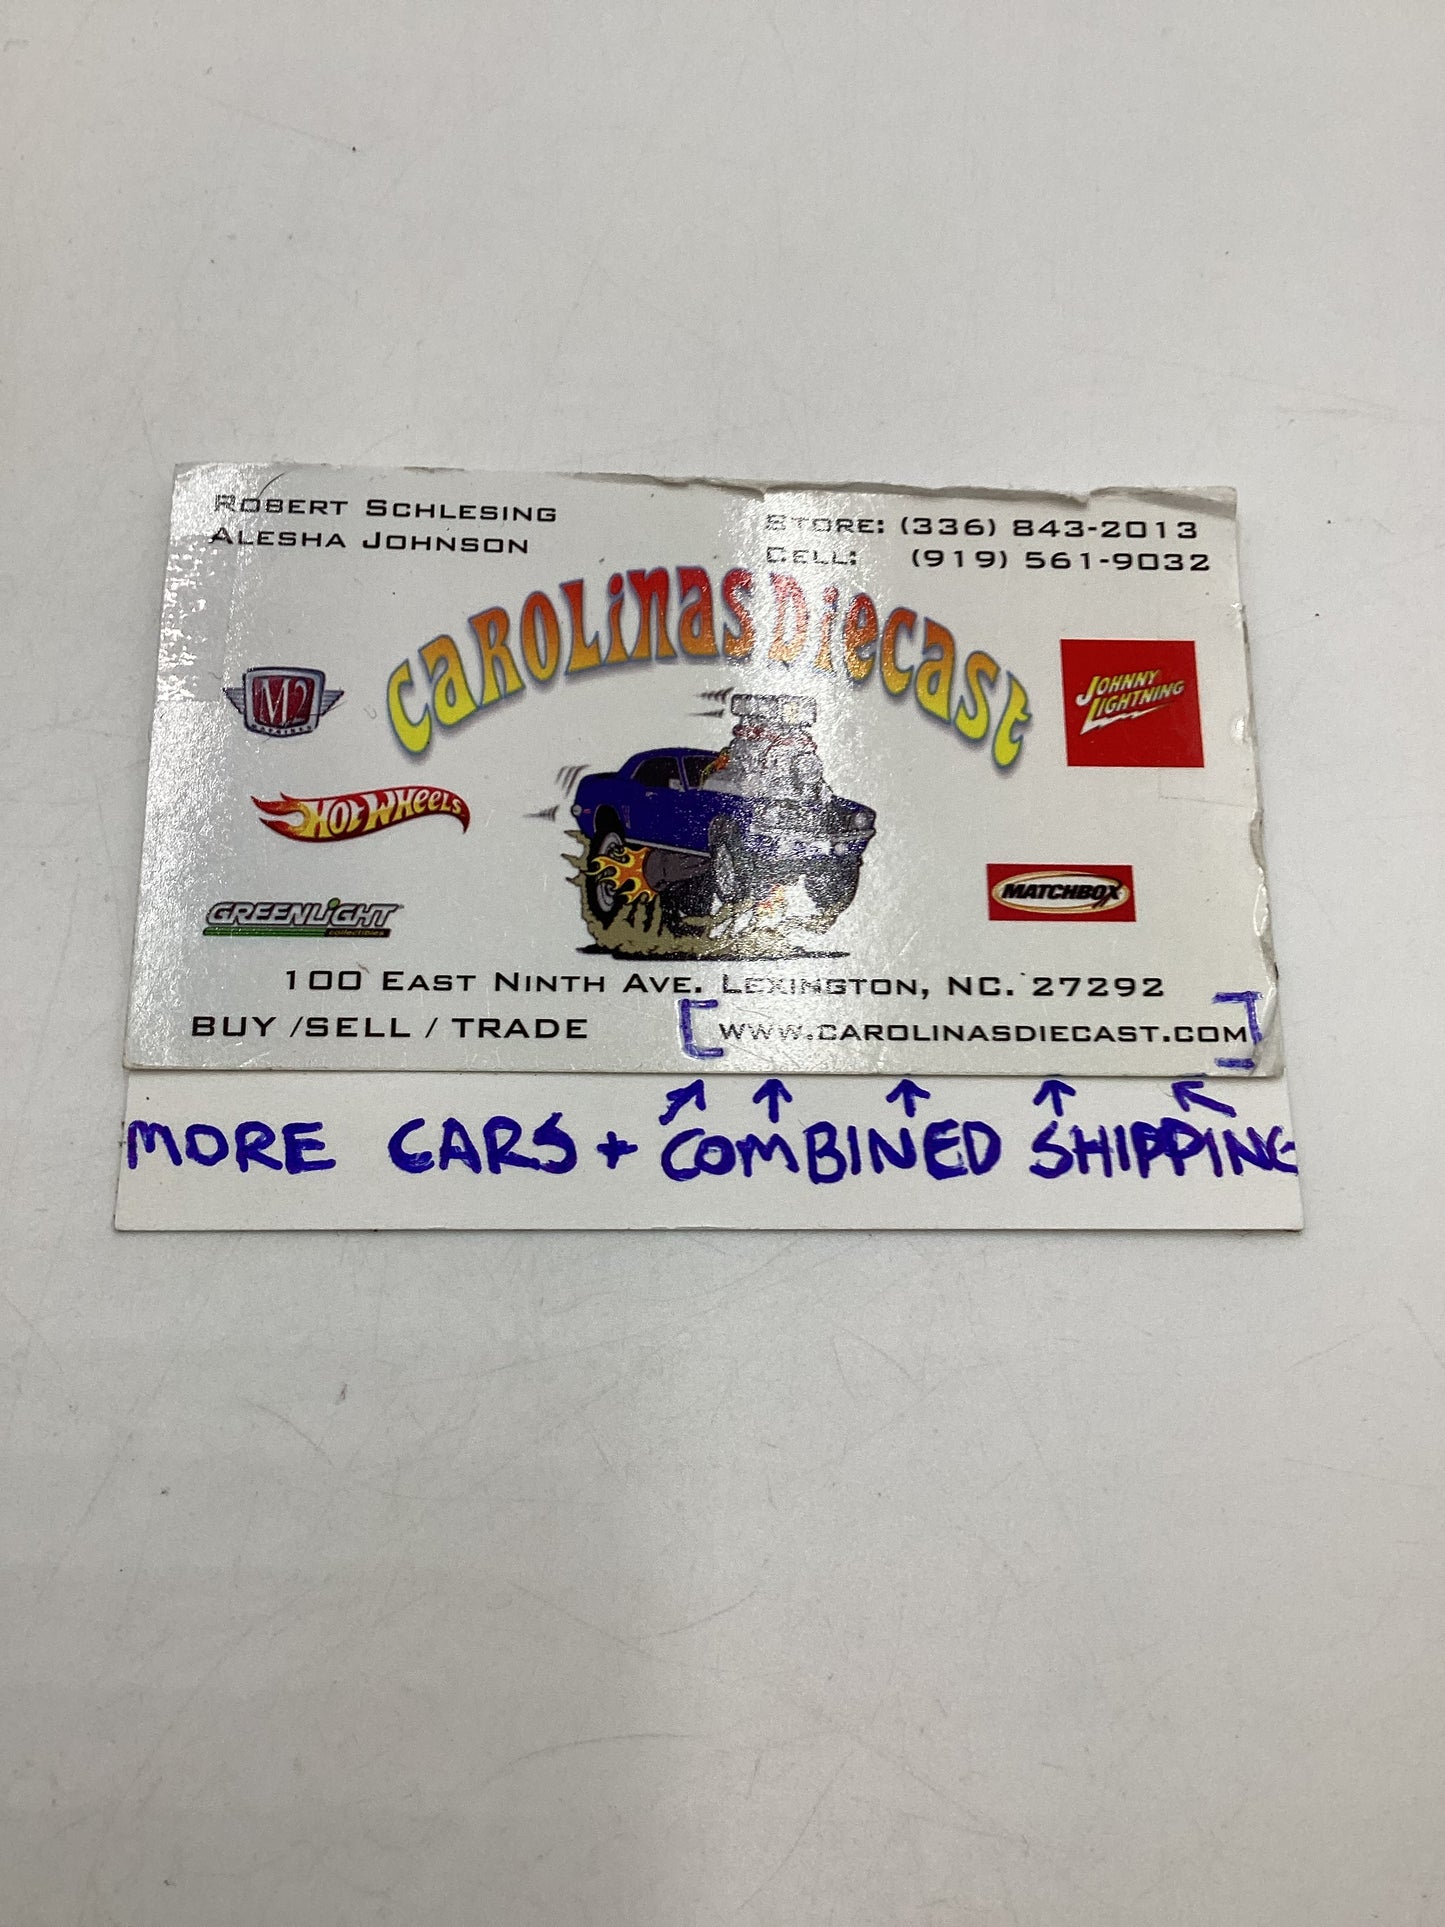 ROBERT SCHLESING
ALESHA JOHNSON
STORE: (336) 843-2013
CELL: (919) 561-9032
CAROLINAS DIECAST
M2
JOHNNY LIGHTNING
HOT WHEELS
GREENLIGHT
collectibles
MATCHBOX
100 EAST NINTH AVE. LEXINGTON, NC. 27292
BUY /SELL / TRADE
[WWW.CAROLINASDIECAST.COM]
MORE CARS + COMBINED SHIPPING